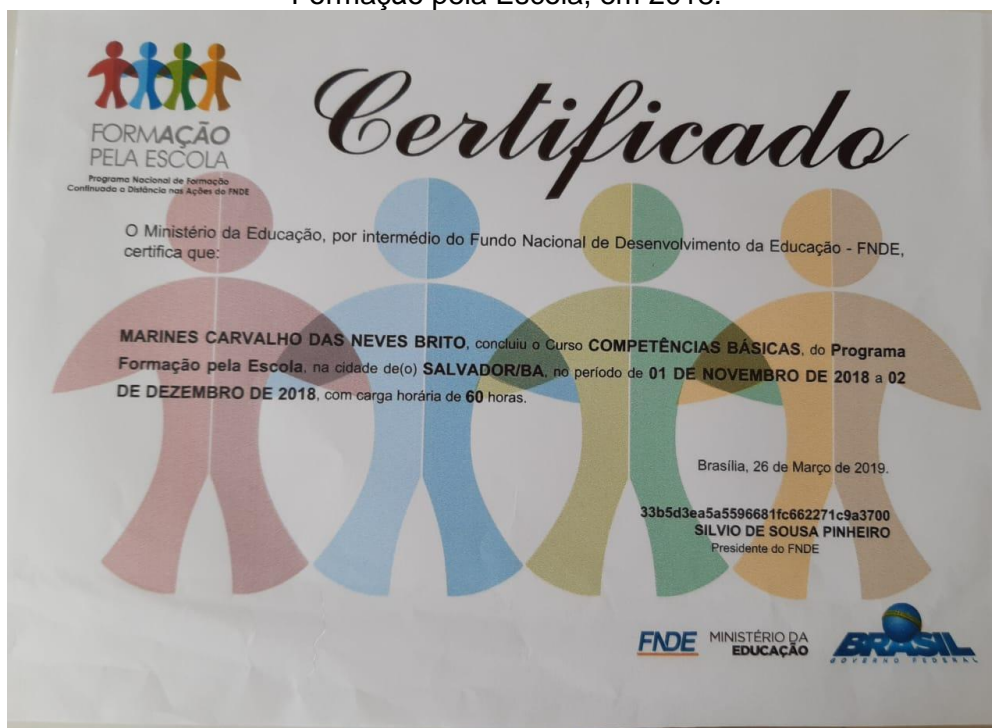 Formação pela Escola, em 2018.
Certificado
FORMAÇÃO
PELA ESCOLA
Programa Nacional de Formação
Continuada a Distância nas Ações do FNDE
O Ministério da Educação, por intermédio do Fundo Nacional de Desenvolvimento da Educação - FNDE,
certifica que:
MARINES CARVALHO DAS NEVES BRITO, concluiu o Curso COMPETÊNCIAS BÁSICAS, do Programa
Formação pela Escola, na cidade de(o) SALVADOR/BA, no período de 01 DE NOVEMBRO DE 2018 a 02
DE DEZEMBRO DE 2018, com carga horária de 60 horas.
Brasília, 26 de Março de 2019.
33b5d3ea5a5596681fc662271c9a3700
SILVIO DE SOUSA PINHEIRO
Presidente do FNDE
FNDE MINISTÉRIO DA
EDUCAÇÃO
BRASIL
GOVERNO FEDERAL